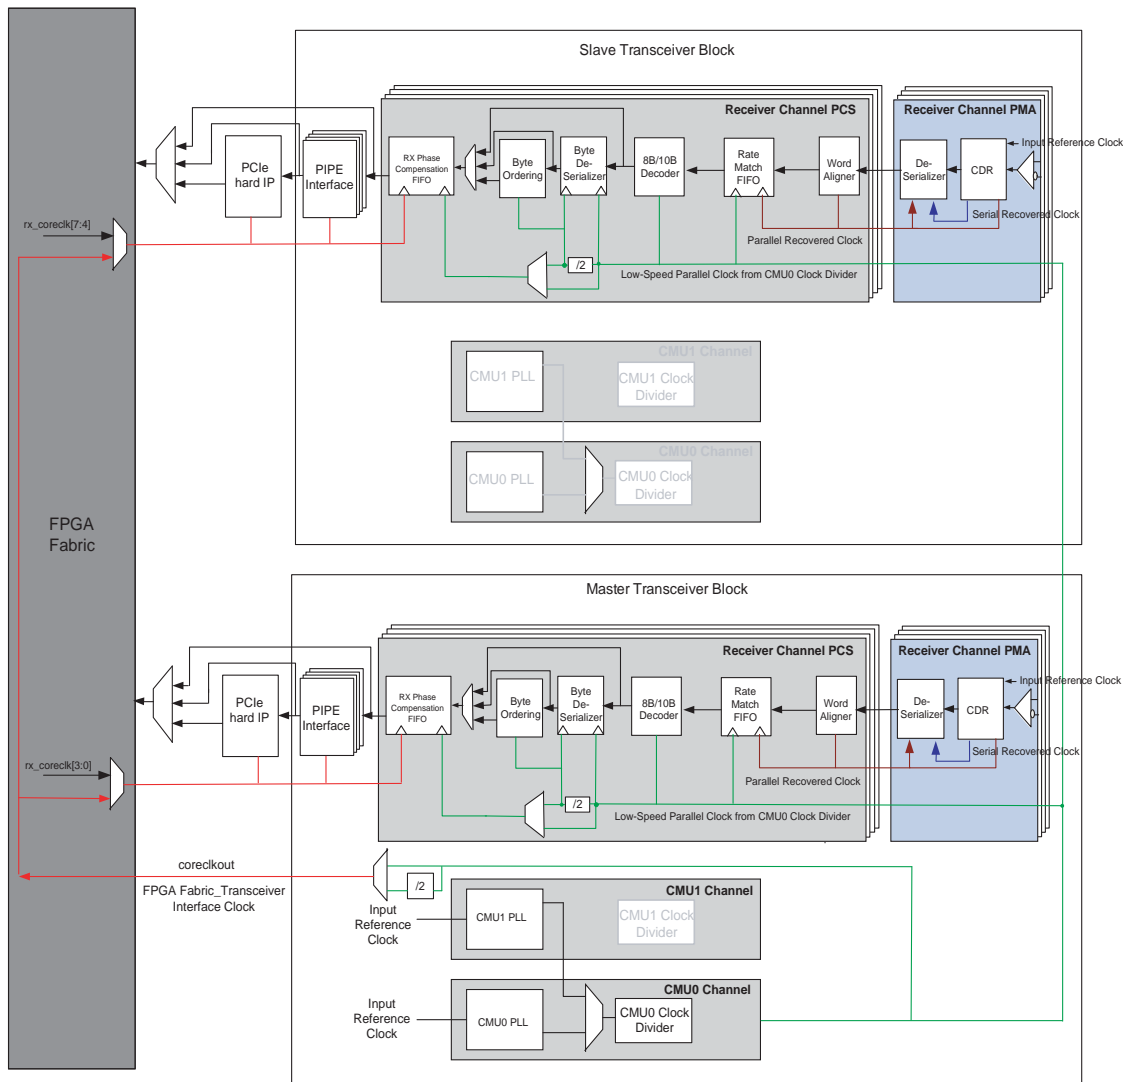 Slave Transceiver Block
Receiver Channel PCS
Receiver Channel PMA
RX Phase
Compensation
FIFO
Byte
Ordering
Byte
De-
Serializer
8B/10B
Decoder
Rate
Match
FIFO
Word
Aligner
De-
Serializer
CDR
Input Reference Clock
PCIe
hard IP
PIPE
Interface
rx_coreclk[7:4]
Serial Recovered Clock
Parallel Recovered Clock
/2
Low-Speed Parallel Clock from CMU0 Clock Divider
CMU1 Channel
CMU1 PLL
CMU1 Clock
Divider
CMU0 Channel
CMU0 PLL
CMU0 Clock
Divider
FPGA
Fabric
Master Transceiver Block
Receiver Channel PCS
Receiver Channel PMA
RX Phase
Compensation
FIFO
Byte
Ordering
Byte
De-
Serializer
8B/10B
Decoder
Rate
Match
FIFO
Word
Aligner
De-
Serializer
CDR
Input Reference Clock
PCIe
hard IP
PIPE
Interface
rx_coreclk[3:0]
Serial Recovered Clock
Parallel Recovered Clock
/2
Low-Speed Parallel Clock from CMU0 Clock Divider
coreclkout
FPGA Fabric_Transceiver
Interface Clock
/2
Input
Reference
Clock
CMU1 Channel
CMU1 PLL
CMU1 Clock
Divider
Input
Reference
Clock
CMU0 Channel
CMU0 PLL
CMU0 Clock
Divider